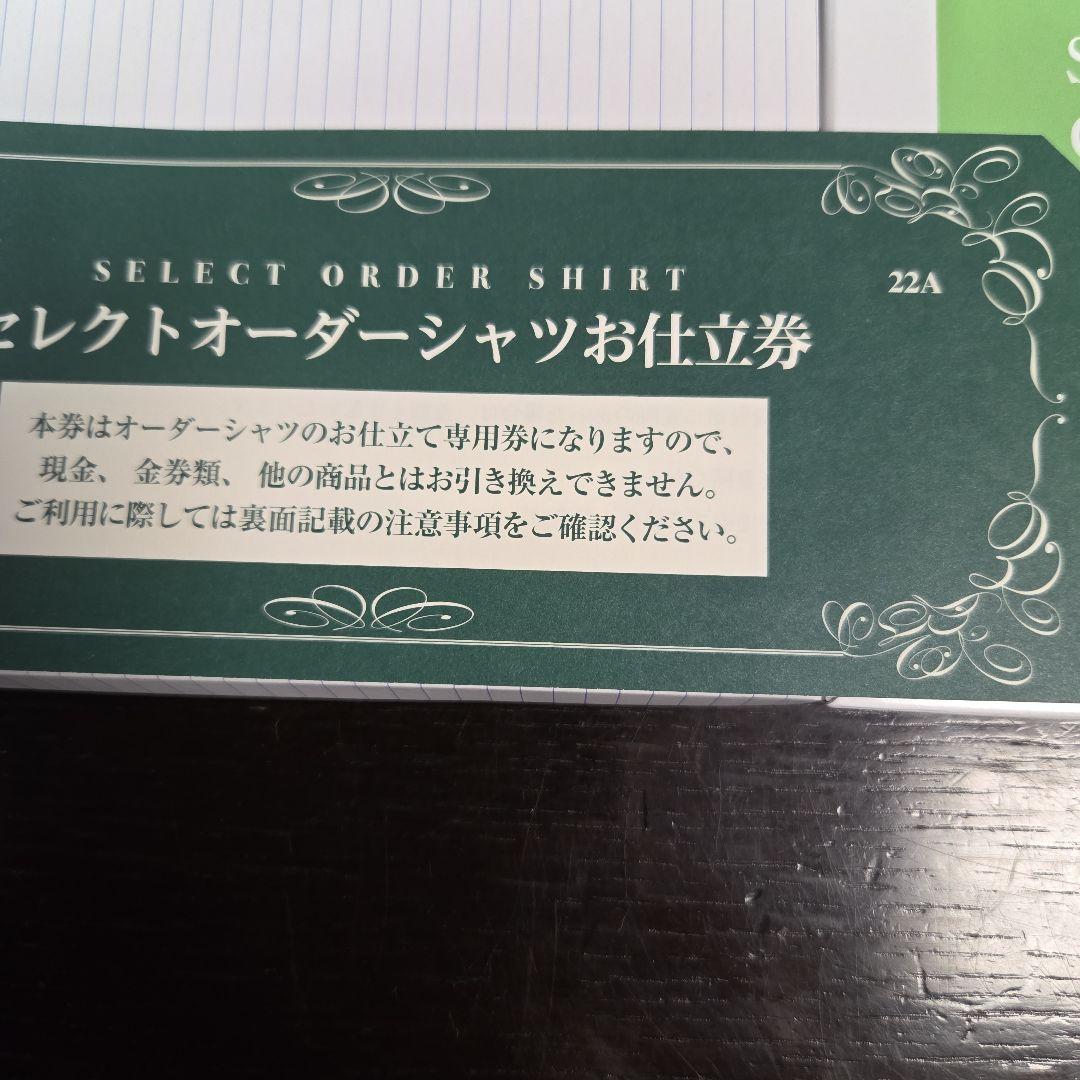 SELECT ORDER SHIRT
22A
セレクトオーダーシャツお仕立券
本券はオーダーシャツのお仕立て専用券になりますので、
現金、金券類、他の商品とはお引き換えできません。
ご利用に際しては裏面記載の注意事項をご確認ください。